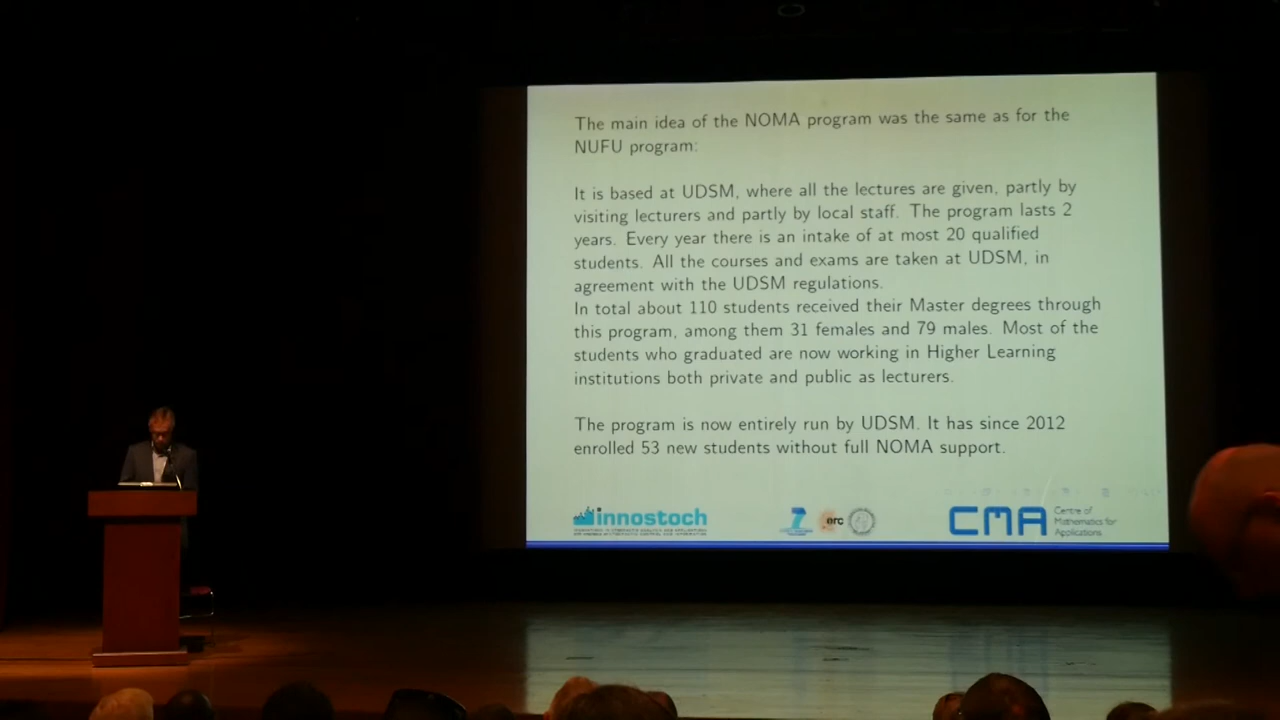 The main idea of the NOMA program was the same as for the
NUFU program:
It is based at UDSM, where all the lectures are given, partly by
visiting lecturers and partly by local staff. The program lasts 2
years. Every year there is an intake of at most 20 qualified
students. All the courses and exams are taken at UDSM, in
agreement with the UDSM regulations.
In total about 110 students received their Master degrees through
this program, among them 31 females and 79 males. Most of the
students who graduated are now working in Higher Learning
institutions both private and public as lecturers.
The program is now entirely run by UDSM. It has since 2012
enrolled 53 new students without full NOMA support.
innostoch
erc
CMA
Centre of
Mathematics for
Applications